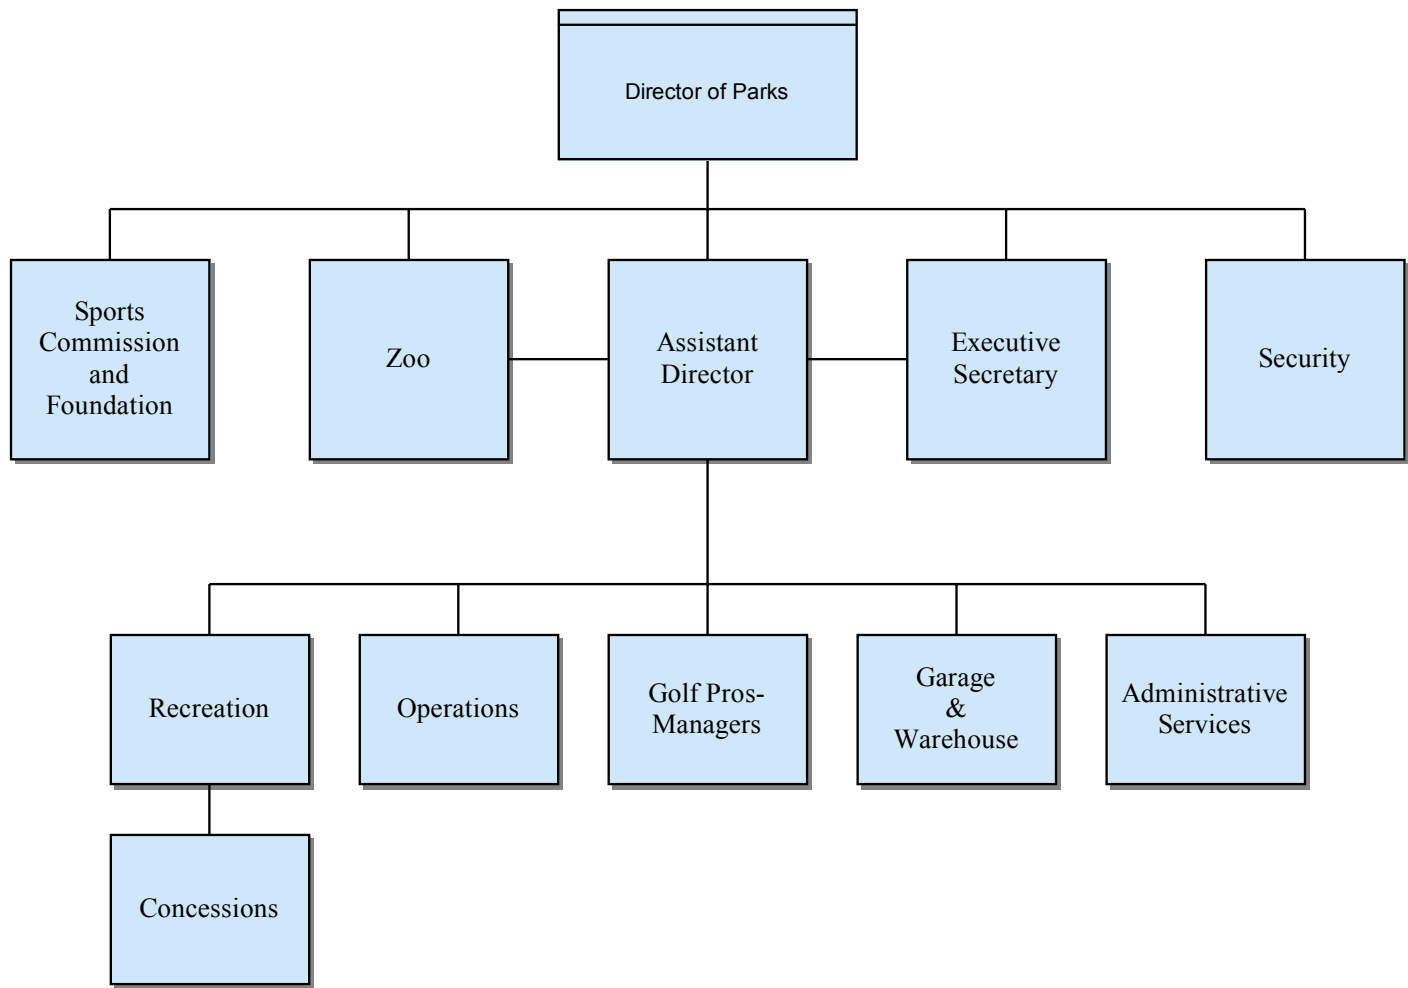 Director of Parks
Sports
Commission
and
Foundation
Zoo
Assistant
Director
Executive
Secretary
Security
Recreation
Operations
Golf Pros-
Managers
Garage
&
Warehouse
Administrative
Services
Concessions